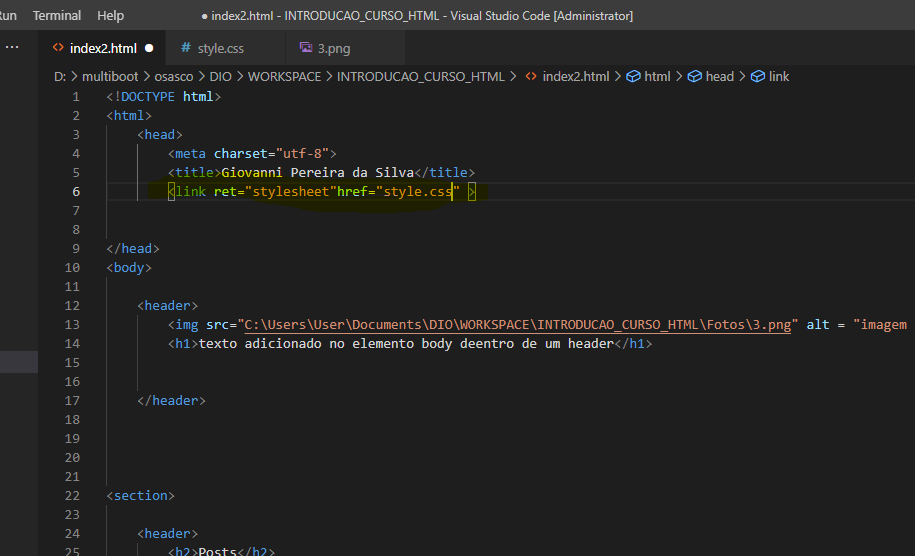 Run Terminal Help ● index2.html - INTRODUCAO_CURSO_HTML - Visual Studio Code [Administrator]
... <> index2.html ● # style.css 3.png
D: > multiboot > osasco > DIO > WORKSPACE > INTRODUCAO_CURSO_HTML > <> index2.html > html > head > link
1 <!DOCTYPE html>
2 <html>
3 <head>
4 <meta charset="utf-8">
5 <title>Giovanni Pereira da Silva</title>
6 <link ret="stylesheet"href="style.css" >
7
8
9 </head>
10 <body>
11
12 <header>
13 <img src="C:\Users\User\Documents\DIO\WORKSPACE\INTRODUCAO_CURSO_HTML\Fotos\3.png" alt = "imagem
14 <h1>texto adicionado no elemento body deentro de um header</h1>
15
16
17 </header>
18
19
20
21
22 <section>
23
24 <header>
25 <h2>Posts</h2>